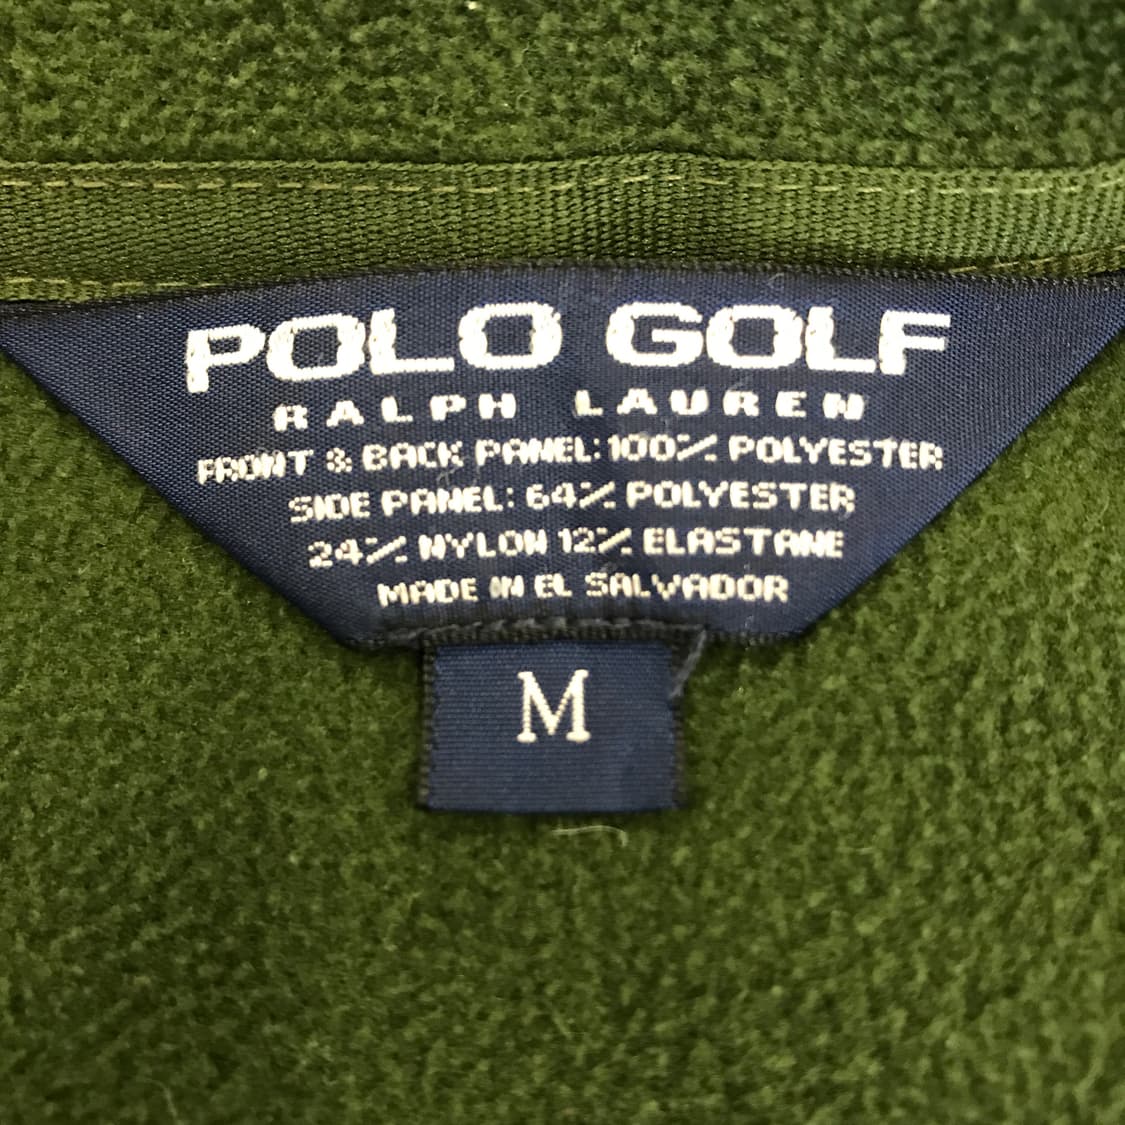 POLO GOLF
RALPH LAUREN
FRONT & BACK PANEL: 100% POLYESTER
SIDE PANEL: 64% POLYESTER
24% NYLON 12% ELASTANE
MADE IN EL SALVADOR
M